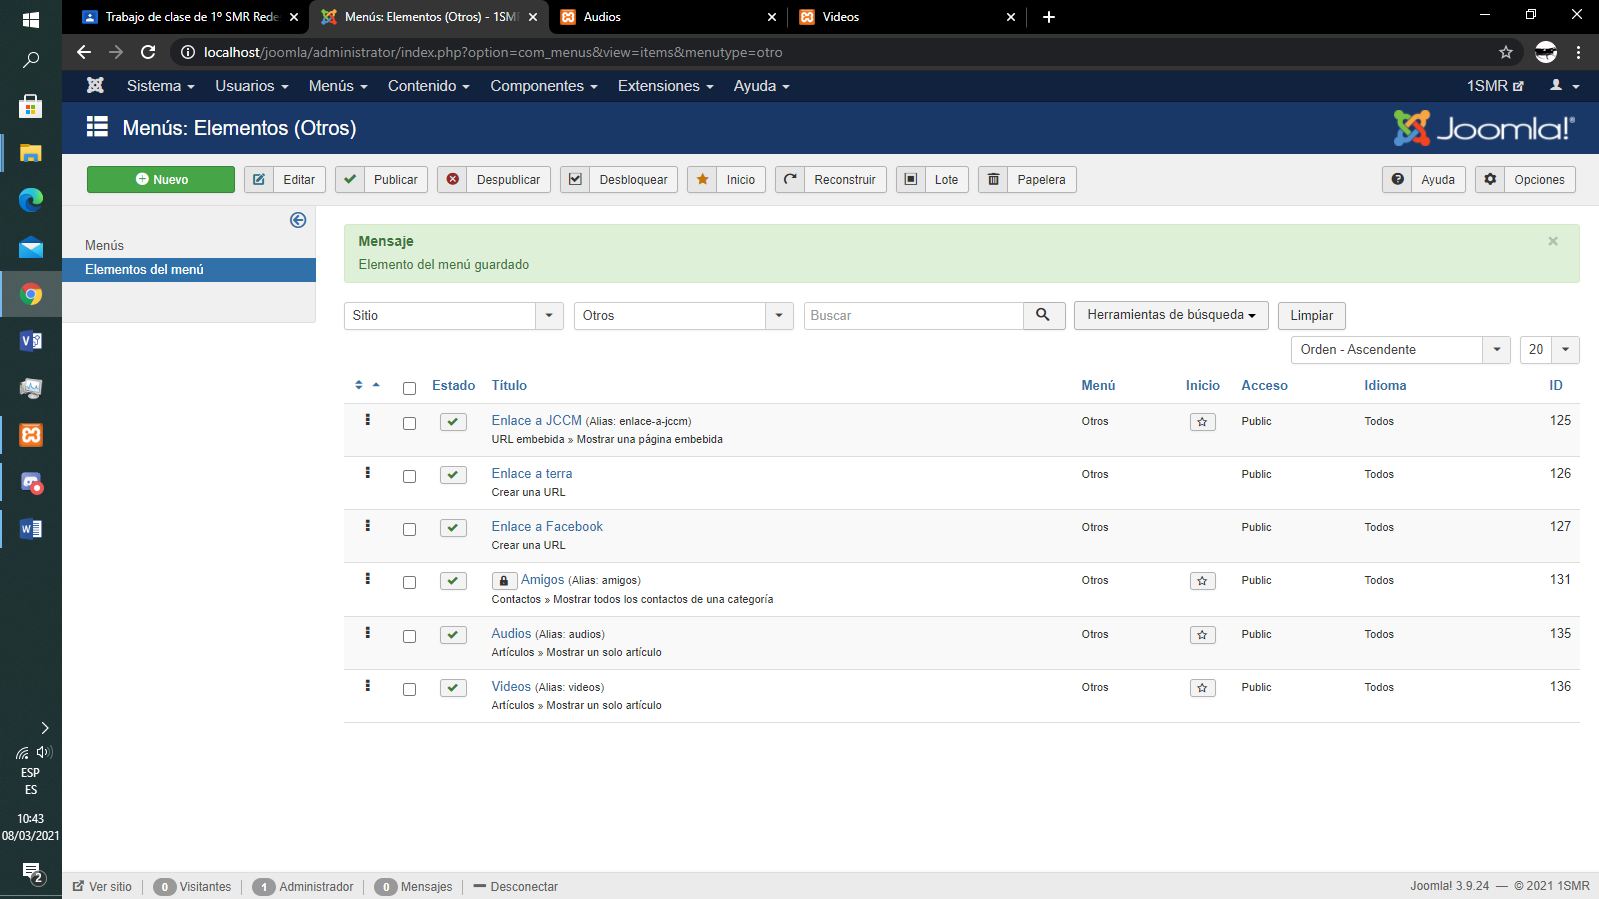 Trabajo de clase de 1º SMR Rede
Menús: Elementos (Otros) - 1SMR
Audios
Videos
localhost/joomla/administrator/index.php?option=com_menus&view=items&menutype=otro
Sistema
Usuarios
Menús
Contenido
Componentes
Extensiones
Ayuda
1SMR
Menús: Elementos (Otros)
Joomla!®
Nuevo
Editar
Publicar
Despublicar
Desbloquear
Inicio
Reconstruir
Lote
Papelera
Ayuda
Opciones
Menús
Elementos del menú
Mensaje
×
Elemento del menú guardado
Sitio
Otros
Buscar
Herramientas de búsqueda
Limpiar
Orden - Ascendente
20
Estado Título Menú Inicio Acceso Idioma ID
Enlace a JCCM (Alias: enlace-a-jccm) Otros Public Todos 125
URL embebida » Mostrar una página embebida
Enlace a terra Otros Public Todos 126
Crear una URL
Enlace a Facebook Otros Public Todos 127
Crear una URL
Amigos (Alias: amigos) Otros Public Todos 131
Contactos » Mostrar todos los contactos de una categoría
Audios (Alias: audios) Otros Public Todos 135
Artículos » Mostrar un solo artículo
Videos (Alias: videos) Otros Public Todos 136
Artículos » Mostrar un solo artículo
ESP
ES
10:43
08/03/2021
2
Ver sitio
0 Visitantes
1 Administrador
0 Mensajes
Desconectar
Joomla! 3.9.24 — © 2021 1SMR